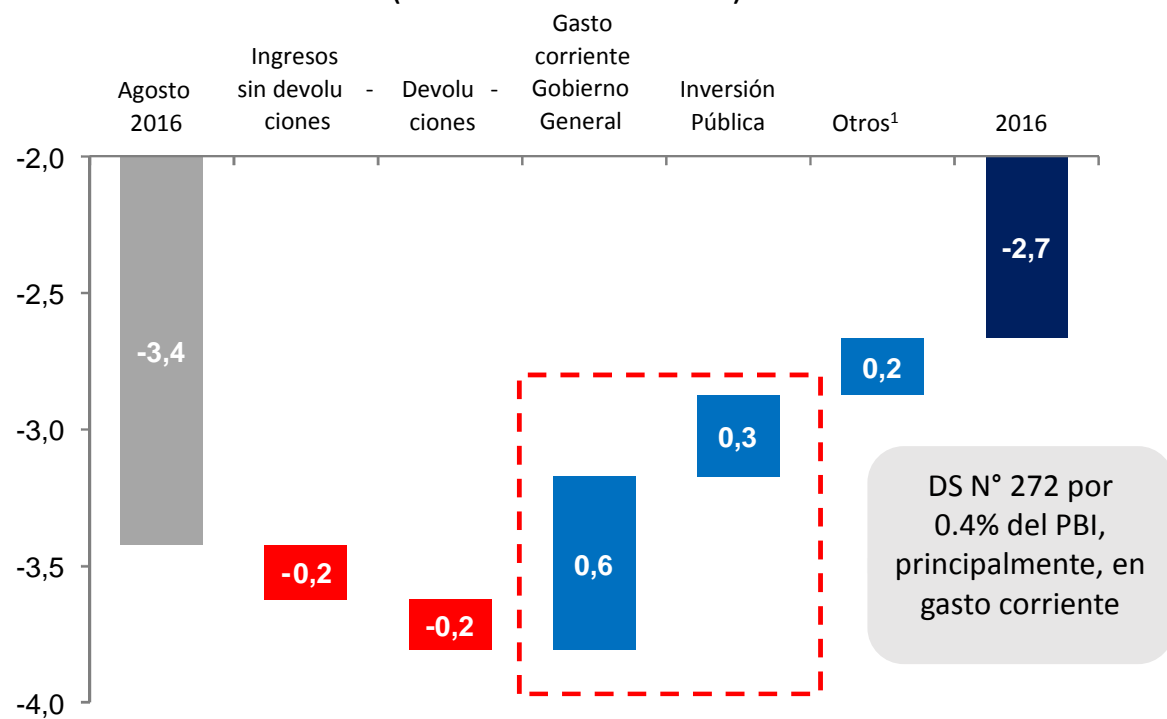 Agosto
2016
Ingresos
sin devolu -
ciones
Devolu -
ciones
Gasto
corriente
Gobierno
General
Inversión
Pública
Otros¹
2016
-2,0
-2,5
-3,0
-3,5
-4,0
-3,4
-0,2
-0,2
0,6
0,3
0,2
-2,7
DS N° 272 por
0.4% del PBI,
principalmente, en
gasto corriente